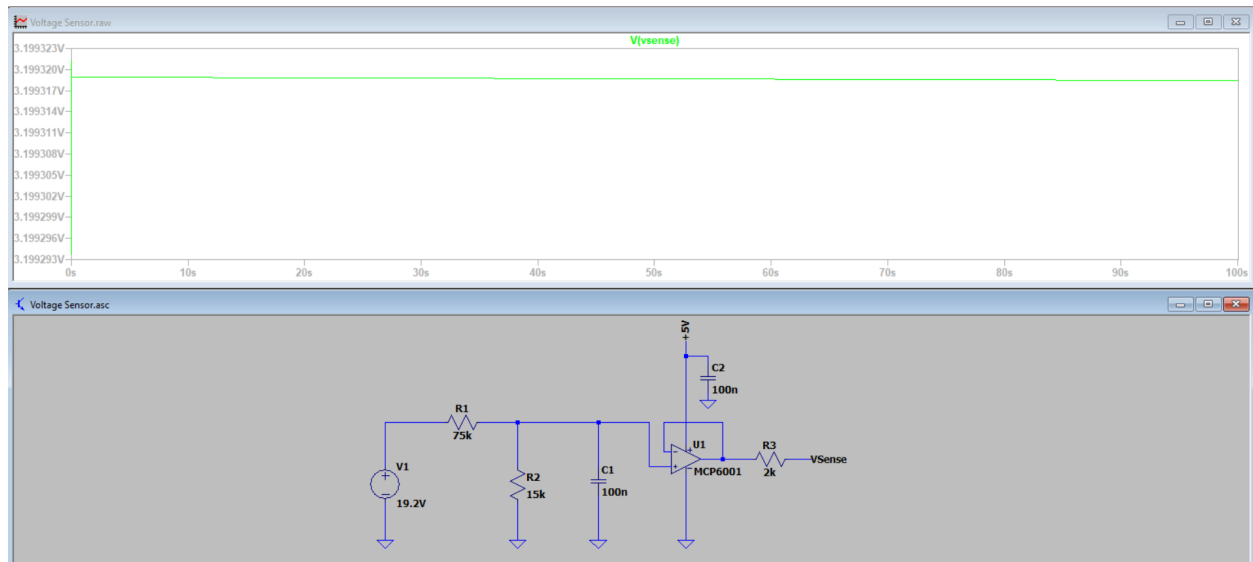 Voltage Sensor.raw
V(vsense)
3.199323V
3.199320V
3.199317V
3.199314V
3.199311V
3.199308V
3.199305V
3.199302V
3.199299V
3.199296V
3.199293V
0s 10s 20s 30s 40s 50s 60s 70s 80s 90s 100s
Voltage Sensor.asc
+5V
C2
100n
R1
75k
U1
MCP6001
R3
2k
VSense
V1
19.2V
R2
15k
C1
100n